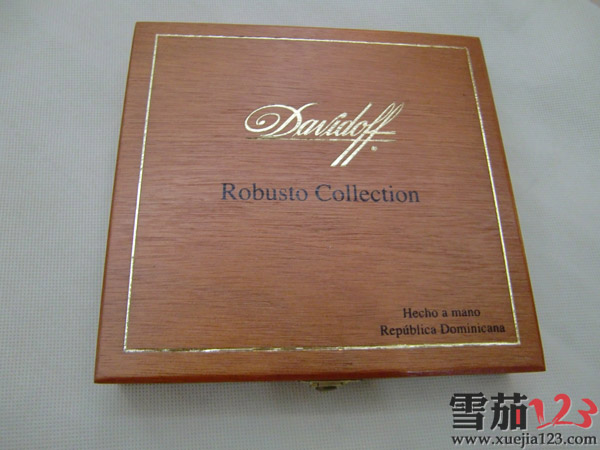 Davidoff®
Robusto Collection
Hecho a mano
República Dominicana
雪茄123
www.xuejia123.com